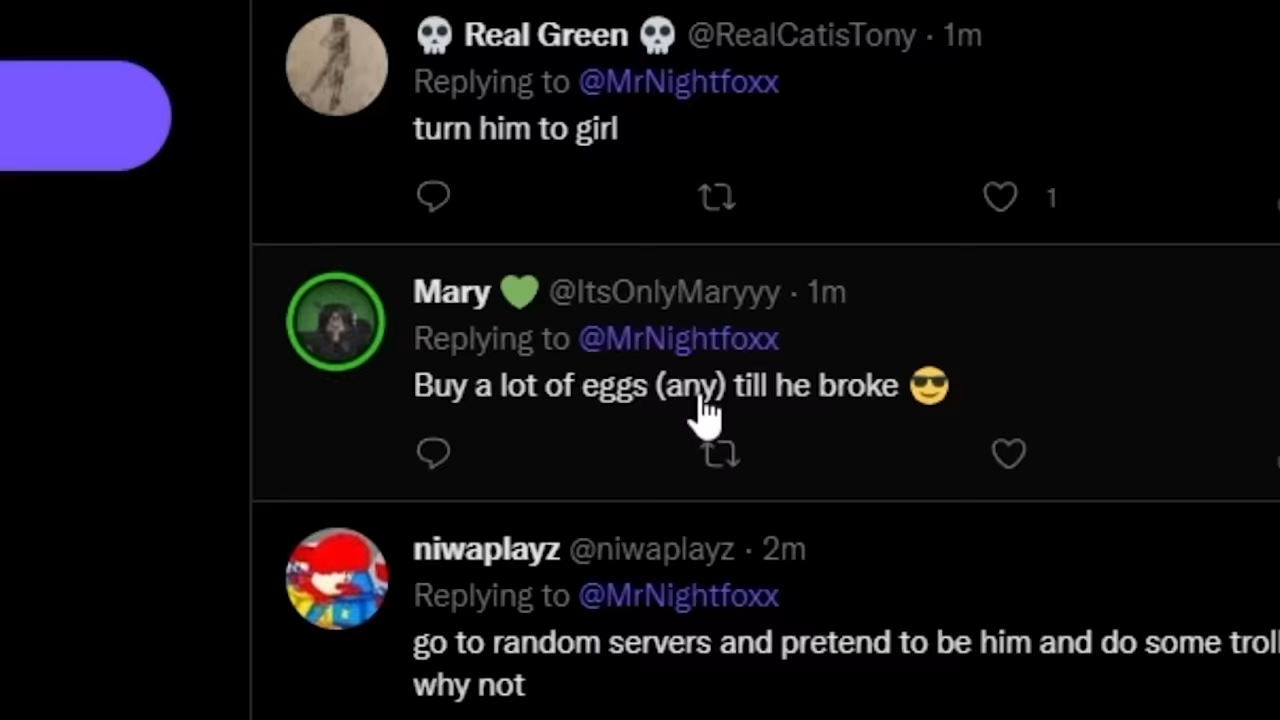 💀 Real Green 💀 @RealCatisTony · 1m
Replying to @MrNightfoxx
turn him to girl
1
Mary 💚 @ItsOnlyMaryyy · 1m
Replying to @MrNightfoxx
Buy a lot of eggs (any) till he broke 😎
niwaplayz @niwaplayz · 2m
Replying to @MrNightfoxx
go to random servers and pretend to be him and do some troll
why not